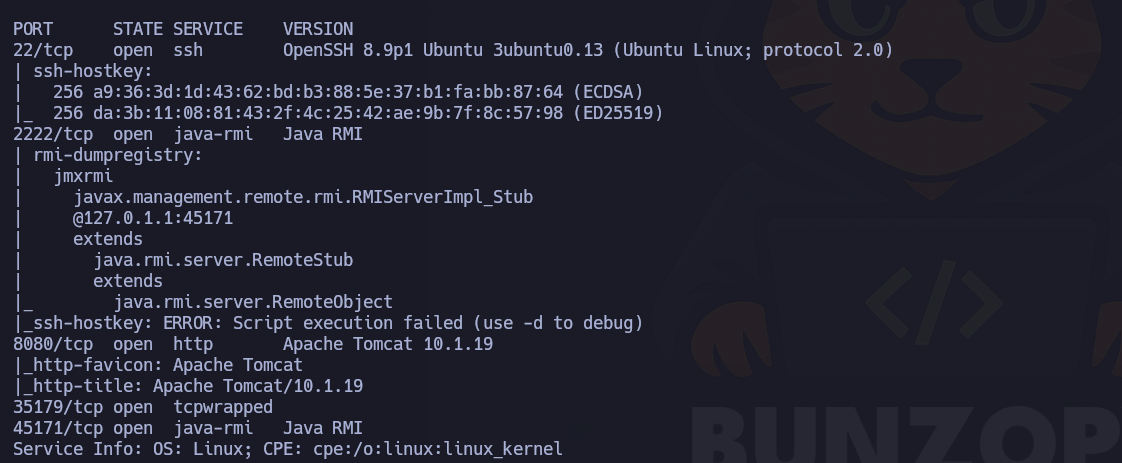 PORT      STATE SERVICE    VERSION
22/tcp    open  ssh        OpenSSH 8.9p1 Ubuntu 3ubuntu0.13 (Ubuntu Linux; protocol 2.0)
| ssh-hostkey:
|   256 a9:36:3d:1d:43:62:bd:b3:88:5e:37:b1:fa:bb:87:64 (ECDSA)
|_  256 da:3b:11:08:81:43:2f:4c:25:42:ae:9b:7f:8c:57:98 (ED25519)
2222/tcp  open  java-rmi   Java RMI
| rmi-dumpregistry:
|   jmxrmi
|     javax.management.remote.rmi.RMIServerImpl_Stub
|     @127.0.1.1:45171
|     extends
|       java.rmi.server.RemoteStub
|       extends
|_        java.rmi.server.RemoteObject
|_ssh-hostkey: ERROR: Script execution failed (use -d to debug)
8080/tcp  open  http       Apache Tomcat 10.1.19
|_http-favicon: Apache Tomcat
|_http-title: Apache Tomcat/10.1.19
35179/tcp open  tcpwrapped
45171/tcp open  java-rmi   Java RMI
Service Info: OS: Linux; CPE: cpe:/o:linux:linux_kernel
</>
BUNZOP